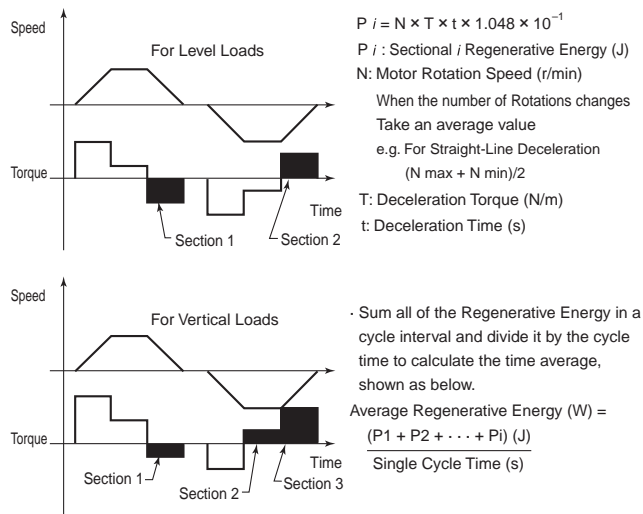 Speed
For Level Loads
Torque
Time
Section 1
Section 2
P i = N × T × t × 1.048 × 10⁻¹
P i : Sectional i Regenerative Energy (J)
N: Motor Rotation Speed (r/min)
When the number of Rotations changes
Take an average value
e.g. For Straight-Line Deceleration
(N max + N min)/2
T: Deceleration Torque (N/m)
t: Deceleration Time (s)
Speed
For Vertical Loads
Torque
Time
Section 1
Section 2
Section 3
· Sum all of the Regenerative Energy in a
cycle interval and divide it by the cycle
time to calculate the time average,
shown as below.
Average Regenerative Energy (W) =
(P1 + P2 + · · · + Pi) (J)
Single Cycle Time (s)